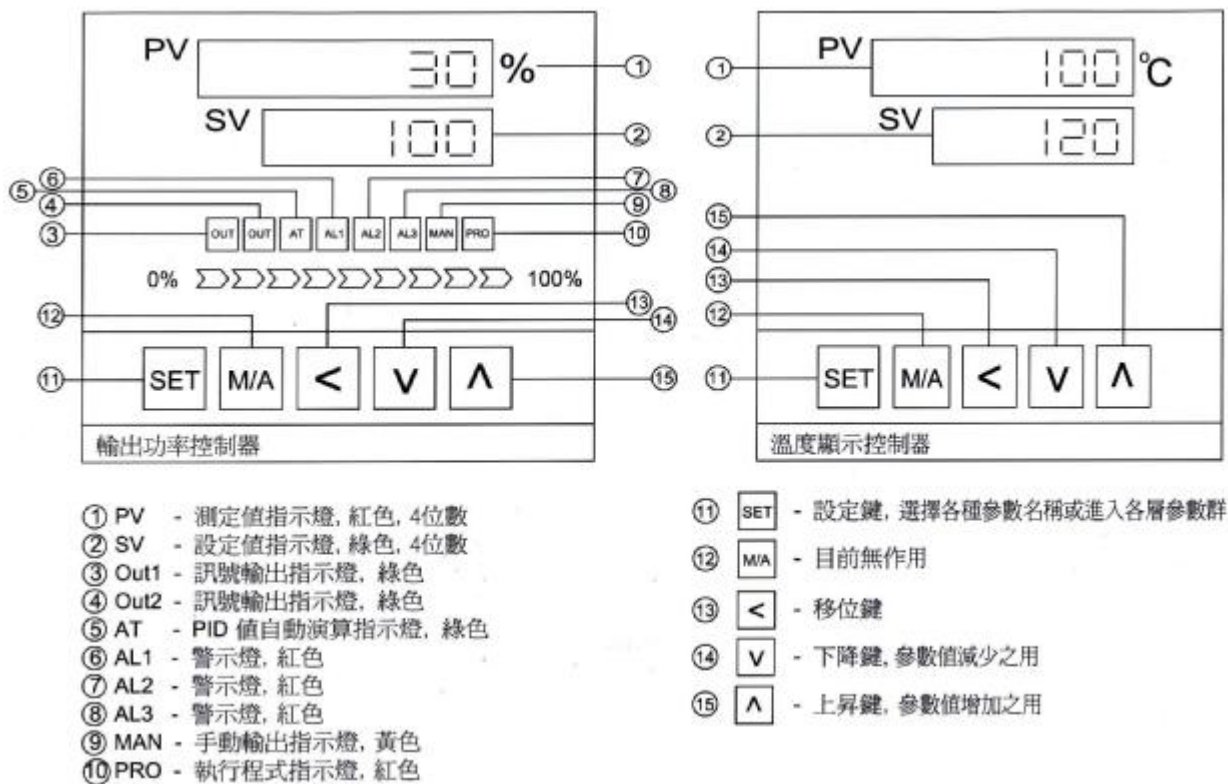 PV 30 %
①
SV 100
②
⑥
⑦
⑤
⑧
④
⑨
③
OUT OUT AT AL1 AL2 AL3 MAN PRO
⑩
0% 100%
⑬
⑫
⑭
⑪
SET M/A < V Λ
⑮
輸出功率控制器
①
PV 100 °C
②
SV 120
⑮
⑭
⑬
⑫
⑪
SET M/A < V Λ
溫度顯示控制器
① PV - 測定值指示燈, 紅色, 4位數
② SV - 設定值指示燈, 綠色, 4位數
③ Out1 - 訊號輸出指示燈, 綠色
④ Out2 - 訊號輸出指示燈, 綠色
⑤ AT - PID 值自動演算指示燈, 綠色
⑥ AL1 - 警示燈, 紅色
⑦ AL2 - 警示燈, 紅色
⑧ AL3 - 警示燈, 紅色
⑨ MAN - 手動輸出指示燈, 黃色
⑩ PRO - 執行程式指示燈, 紅色
⑪ SET - 設定鍵, 選擇各種參數名稱或進入各層參數群
⑫ M/A - 目前無作用
⑬ < - 移位鍵
⑭ V - 下降鍵, 參數值減少之用
⑮ Λ - 上昇鍵, 參數值增加之用